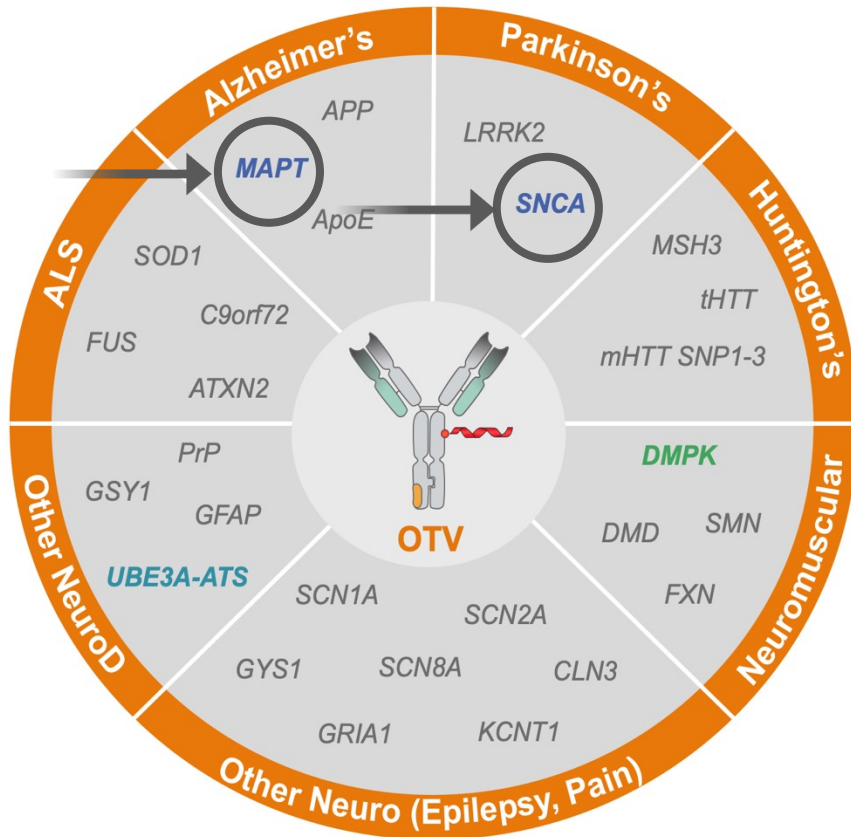 Alzheimer's
APP
MAPT
ApoE
Parkinson's
LRRK2
SNCA
Huntington's
MSH3
tHTT
mHTT SNP1-3
Neuromuscular
DMPK
DMD
SMN
FXN
Other Neuro (Epilepsy, Pain)
SCN1A
SCN2A
GYS1
SCN8A
CLN3
GRIA1
KCNT1
Other NeuroD
PrP
GSY1
GFAP
UBE3A-ATS
ALS
SOD1
C9orf72
FUS
ATXN2
OTV